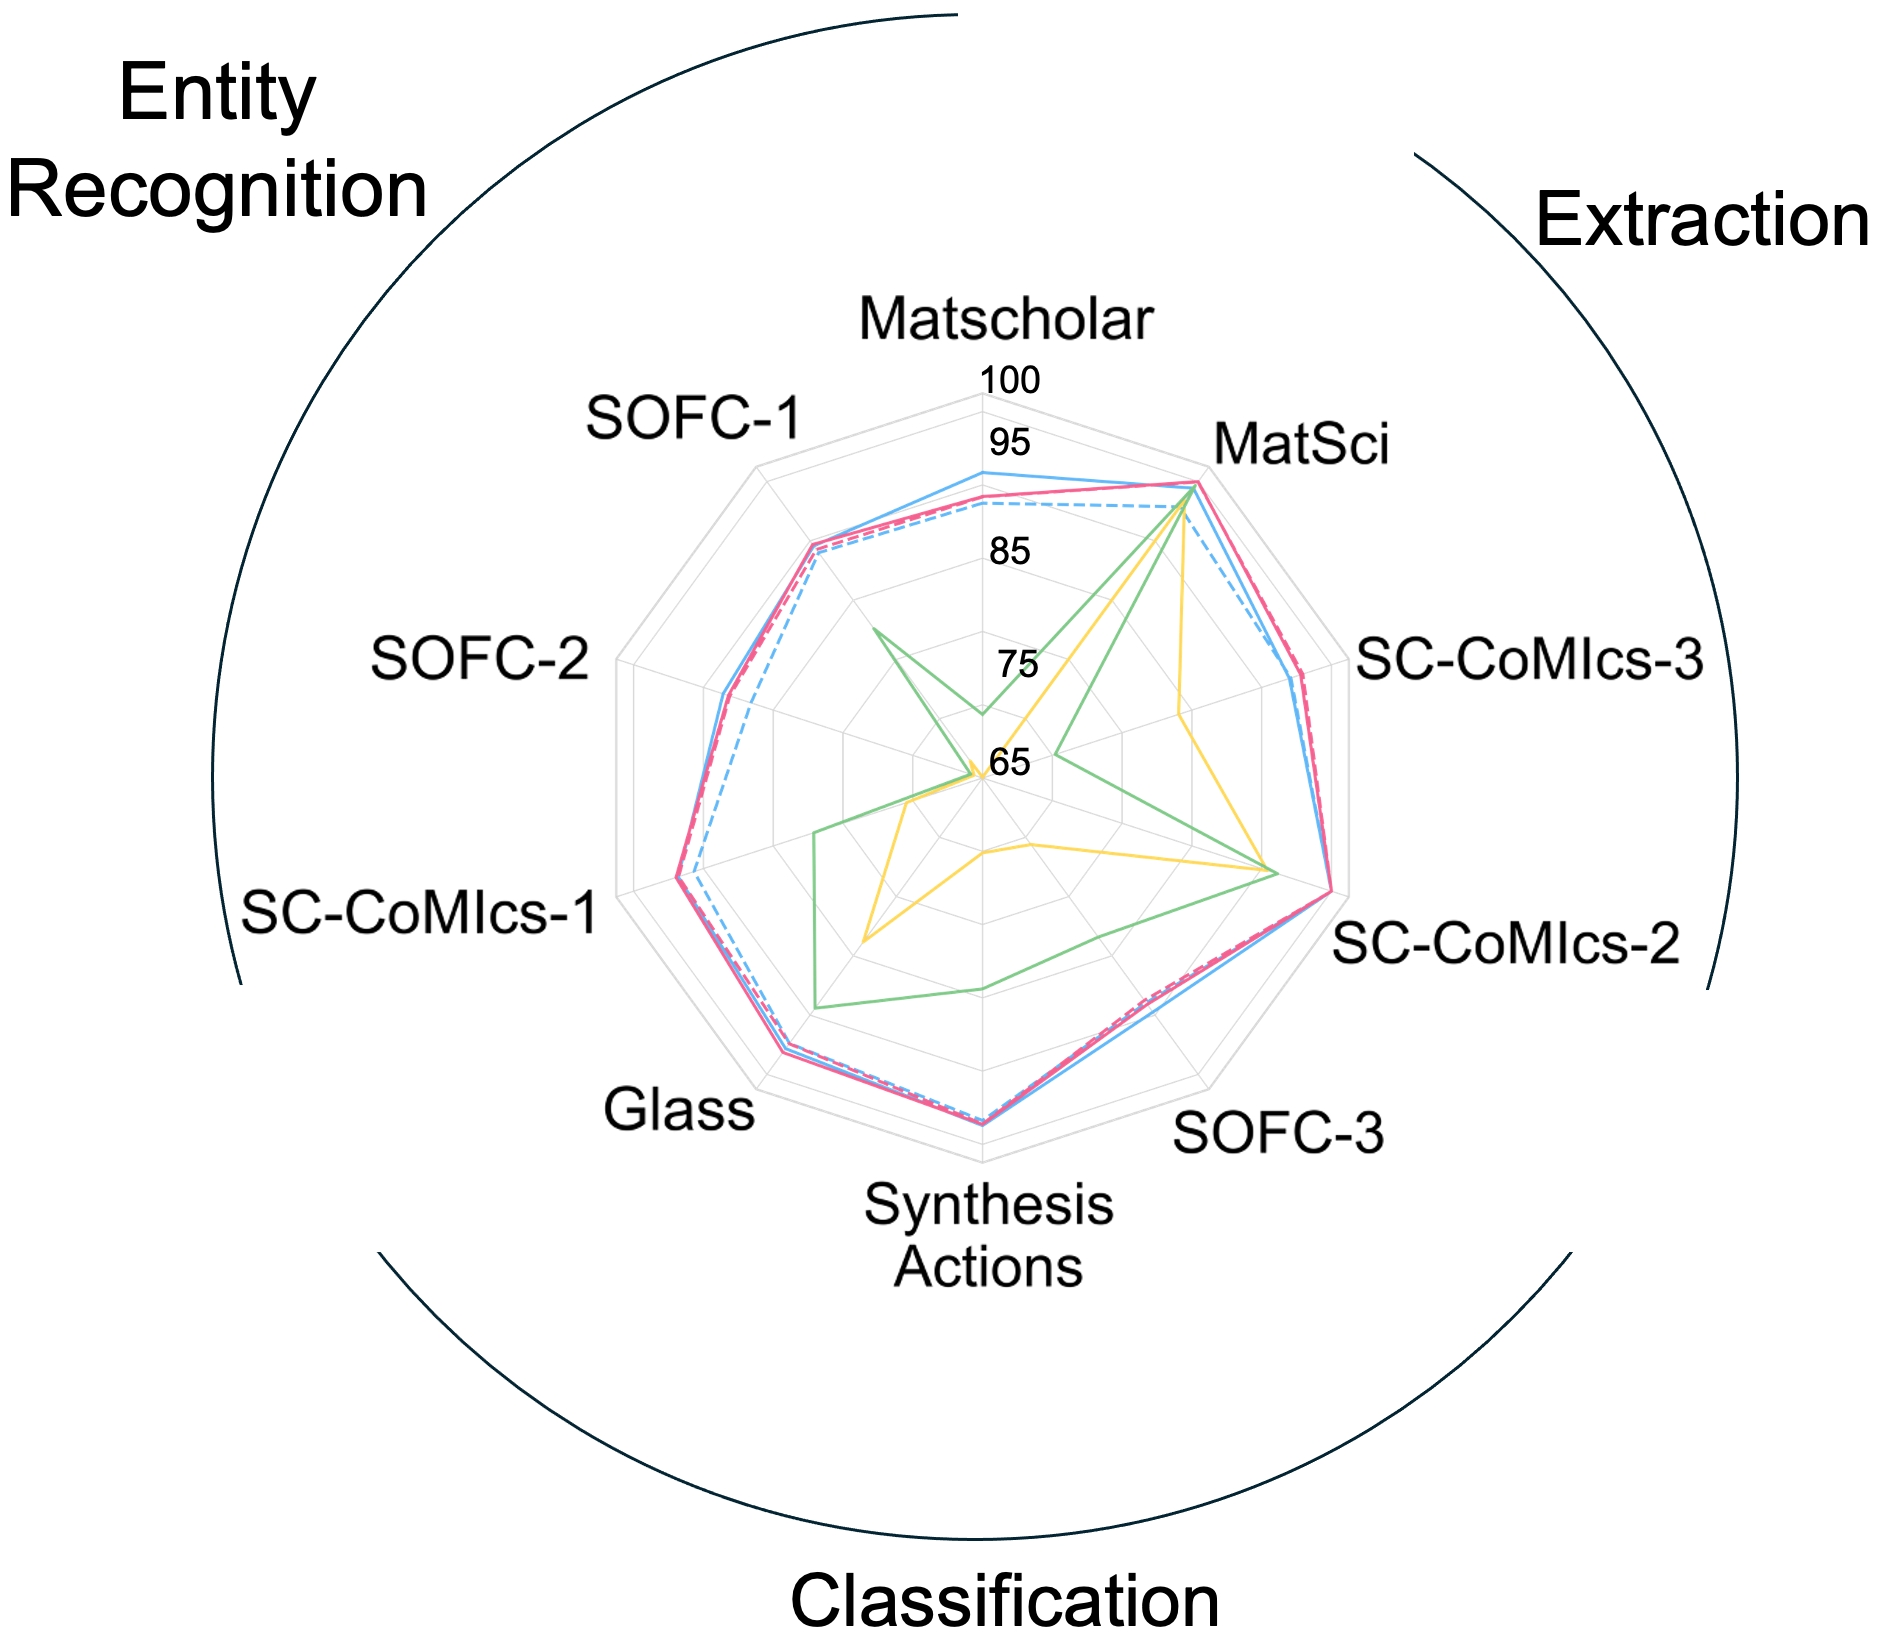 Entity
Recognition
Extraction
Matscholar
100
SOFC-1
95
MatSci
85
SOFC-2
75
SC-CoMIcs-3
65
SC-CoMIcs-1
SC-CoMIcs-2
Glass
SOFC-3
Synthesis
Actions
Classification